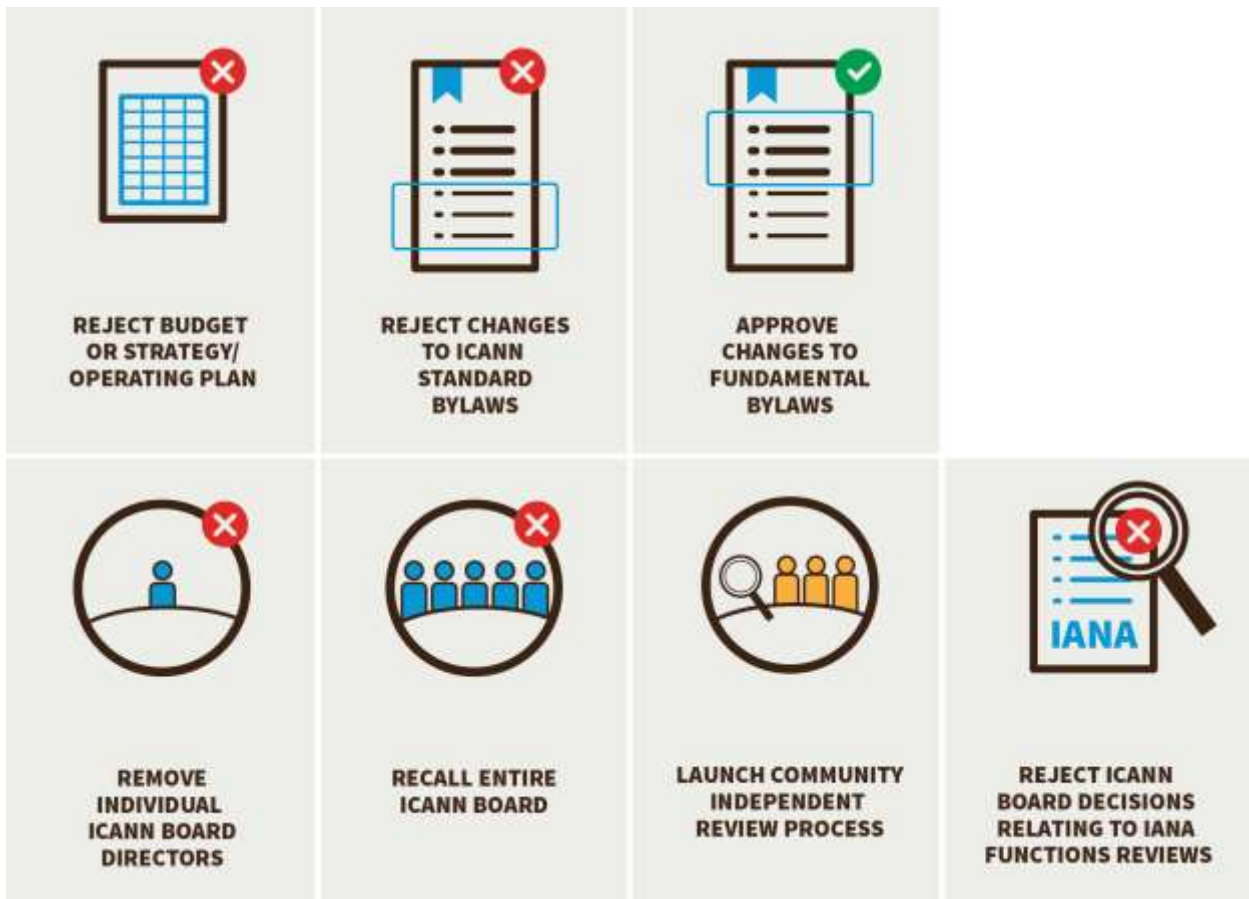 REJECT BUDGET
OR STRATEGY/
OPERATING PLAN
REJECT CHANGES
TO ICANN
STANDARD
BYLAWS
APPROVE
CHANGES TO
FUNDAMENTAL
BYLAWS
REMOVE
INDIVIDUAL
ICANN BOARD
DIRECTORS
RECALL ENTIRE
ICANN BOARD
LAUNCH COMMUNITY
INDEPENDENT
REVIEW PROCESS
IANA
REJECT ICANN
BOARD DECISIONS
RELATING TO IANA
FUNCTIONS REVIEWS